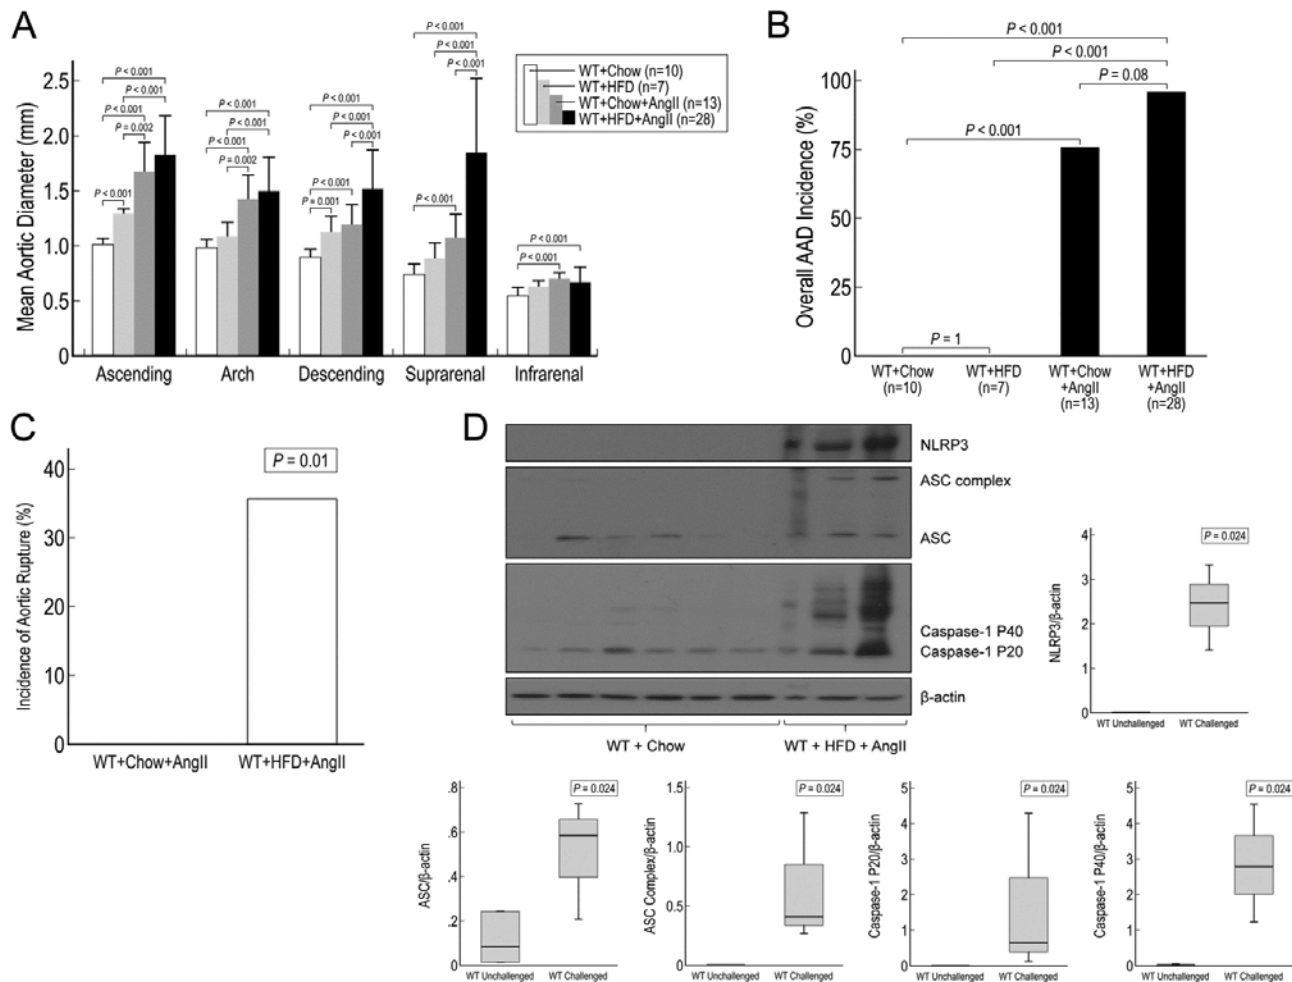 A
P < 0.001
P < 0.001
P < 0.001
P < 0.001
P = 0.002
P < 0.001
P < 0.001
P < 0.001
P < 0.001
P = 0.002
P < 0.001
P < 0.001
P < 0.001
P < 0.001
P = 0.001
P < 0.001
P < 0.001
P < 0.001
P < 0.001
P < 0.001
P < 0.001
WT+Chow (n=10)
WT+HFD (n=7)
WT+Chow+AngII (n=13)
WT+HFD+AngII (n=28)
Mean Aortic Diameter (mm)
2.5
2.0
1.5
1.0
0.5
0
Ascending
Arch
Descending
Suprarenal
Infrarenal
B
P < 0.001
P < 0.001
P = 0.08
P < 0.001
P = 1
Overall AAD Incidence (%)
100
75
50
25
0
WT+Chow
(n=10)
WT+HFD
(n=7)
WT+Chow
+AngII
(n=13)
WT+HFD
+AngII
(n=28)
C
P = 0.01
Incidence of Aortic Rupture (%)
40
30
20
10
0
WT+Chow+AngII
WT+HFD+AngII
D
NLRP3
ASC complex
ASC
Caspase-1 P40
Caspase-1 P20
β-actin
WT + Chow
WT + HFD + AngII
P = 0.024
NLRP3/β-actin
4
3
2
1
0
WT Unchallenged
WT Challenged
P = 0.024
ASC/β-actin
.8
.6
.4
.2
0
WT Unchallenged
WT Challenged
P = 0.024
ASC Complex/β-actin
1.5
1.0
0.5
0
WT Unchallenged
WT Challenged
P = 0.024
Caspase-1 P20/β-actin
5
4
3
2
1
0
WT Unchallenged
WT Challenged
P = 0.024
Caspase-1 P40/β-actin
5
4
3
2
1
0
WT Unchallenged
WT Challenged